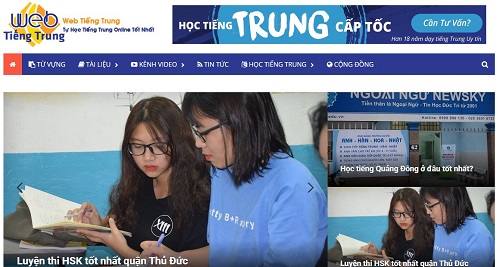 Web
Tiếng Trung
Web Tiếng Trung
Tự Học Tiếng Trung Online Tốt Nhất
HỌC TIẾNG TRUNG CẤP TỐC
Cần Tư Vấn?
Hơn 18 năm dạy tiếng Trung Uy tín
TỪ VỰNG TÀI LIỆU KÊNH VIDEO TIN TỨC HỌC TIẾNG TRUNG CỘNG ĐỒNG
NGOẠI NGỮ NEWSKY
Tiền thân là Ngoại Ngữ - Tin Học Đức Trí từ 2001
ANH - HÀN - HOA - NHẬT
Học tiếng Quảng Đông ở đâu tốt nhất?
Luyện thi HSK tốt nhất quận Thủ Đức
Luyện thi HSK tốt nhất quận Thủ Đức